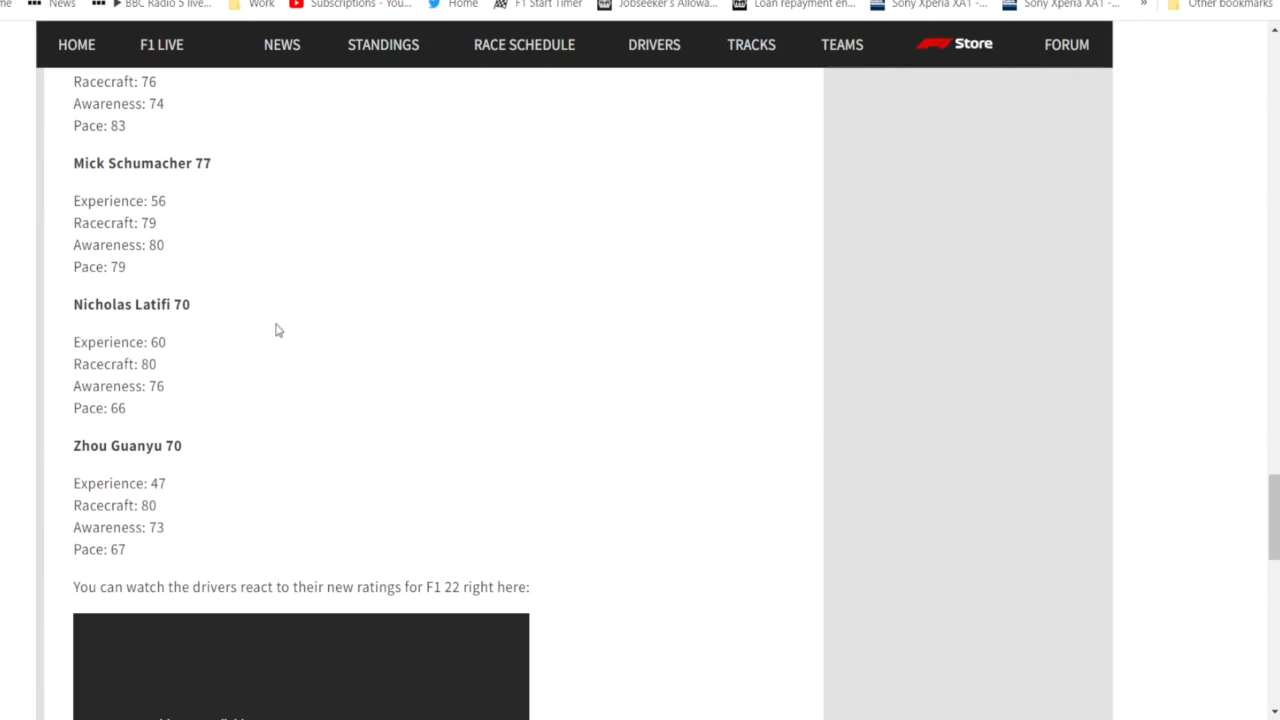 News
BBC Radio 5 live...
Work
Subscriptions - You...
Home
F1 Start Timer
Jobseeker's Allowa...
Loan repayment en...
Sony Xperia XA1 -...
Sony Xperia XA1 -...
»
Other bookmarks
HOME
F1 LIVE
NEWS
STANDINGS
RACE SCHEDULE
DRIVERS
TRACKS
TEAMS
Store
FORUM
Racecraft: 76
Awareness: 74
Pace: 83
Mick Schumacher 77
Experience: 56
Racecraft: 79
Awareness: 80
Pace: 79
Nicholas Latifi 70
Experience: 60
Racecraft: 80
Awareness: 76
Pace: 66
Zhou Guanyu 70
Experience: 47
Racecraft: 80
Awareness: 73
Pace: 67
You can watch the drivers react to their new ratings for F1 22 right here: